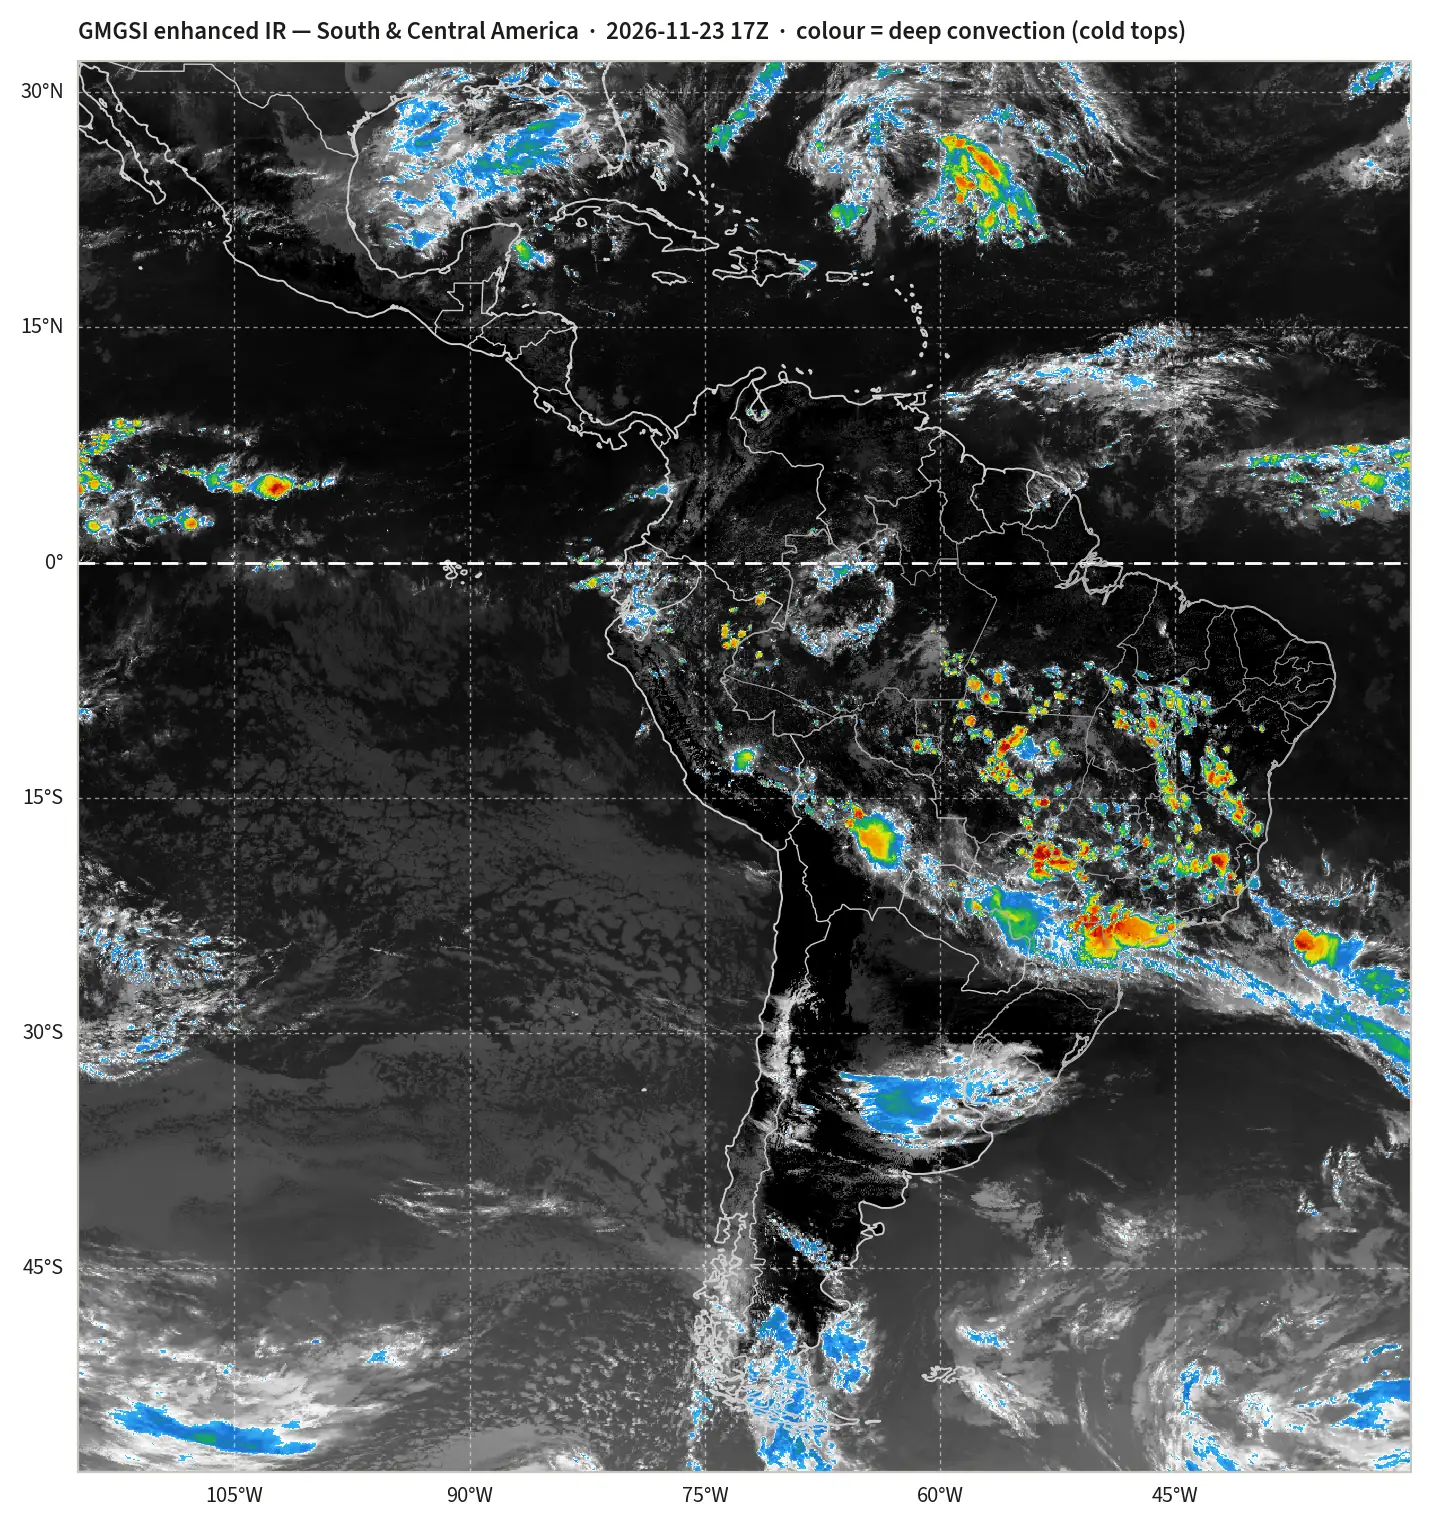 GMGSI enhanced IR — South & Central America · 2026-11-23 17Z · colour = deep convection (cold tops)
30°N
15°N
0°
15°S
30°S
45°S
105°W 90°W 75°W 60°W 45°W